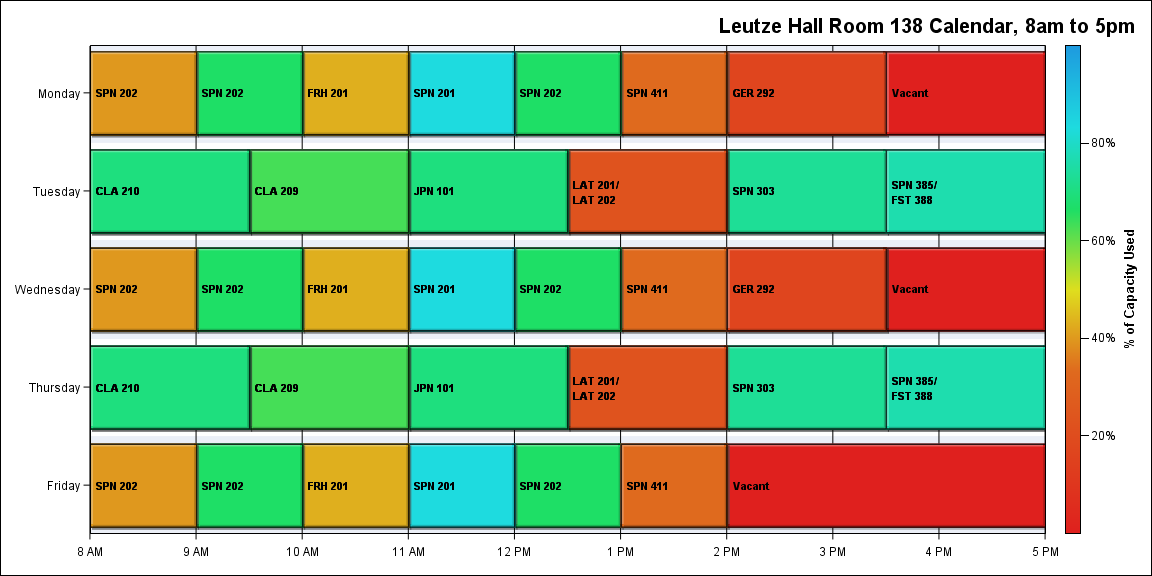 Leutze Hall Room 138 Calendar, 8am to 5pm
Monday
SPN 202
SPN 202
FRH 201
SPN 201
SPN 202
SPN 411
GER 292
Vacant
Tuesday
CLA 210
CLA 209
JPN 101
LAT 201/
LAT 202
SPN 303
SPN 385/
FST 388
Wednesday
SPN 202
SPN 202
FRH 201
SPN 201
SPN 202
SPN 411
GER 292
Vacant
Thursday
CLA 210
CLA 209
JPN 101
LAT 201/
LAT 202
SPN 303
SPN 385/
FST 388
Friday
SPN 202
SPN 202
FRH 201
SPN 201
SPN 202
SPN 411
Vacant
8 AM
9 AM
10 AM
11 AM
12 PM
1 PM
2 PM
3 PM
4 PM
5 PM
80%
60%
40%
20%
% of Capacity Used